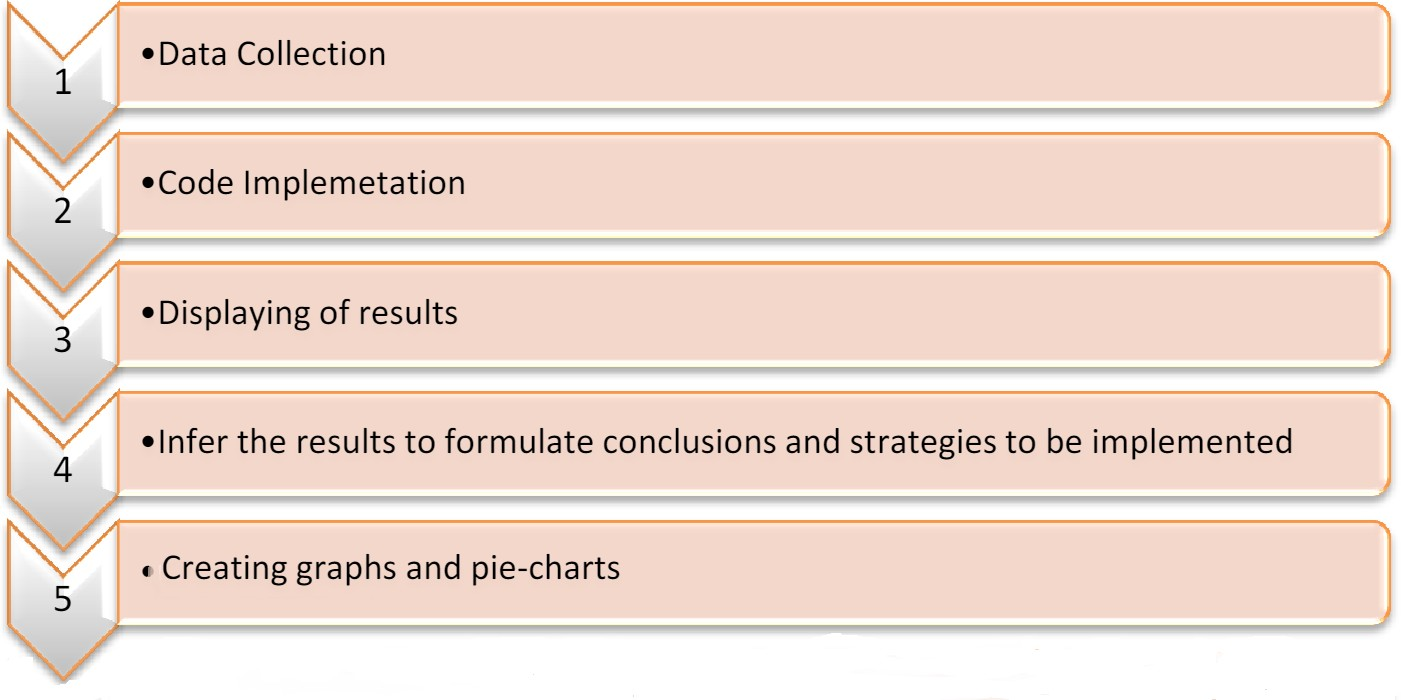 1
•Data Collection
2
•Code Implemetation
3
•Displaying of results
4
•Infer the results to formulate conclusions and strategies to be implemented
5
• Creating graphs and pie-charts